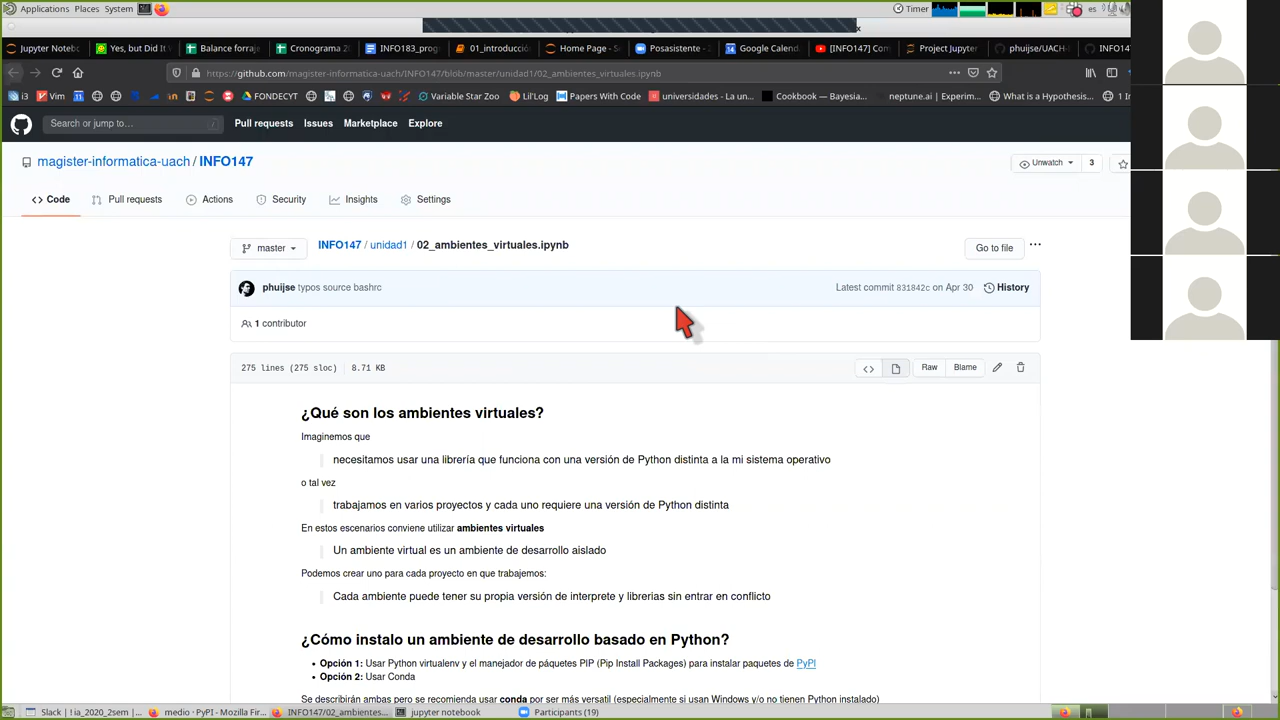 Applications Places System
Timer
es
Jupyter Noteb
Yes, but Did It
Balance forraj
Cronograma 2
INFO183_prog
01_introducció
Home Page - S
Posasistente - 
Google Calend
[INFO147] Com
Project Jupyter
phuijse/UACH-
INFO147
https://github.com/magister-informatica-uach/INFO147/blob/master/unidad1/02_ambientes_virtuales.ipynb
i3 Vim FONDECYT Variable Star Zoo Lil'Log Papers With Code universidades - La un... Cookbook — Bayesia... neptune.ai | Experim... What is a Hypothesis...
Search or jump to... /
Pull requests Issues Marketplace Explore
magister-informatica-uach / INFO147
Unwatch 3
Code Pull requests Actions Security Insights Settings
master INFO147 / unidad1 / 02_ambientes_virtuales.ipynb Go to file ...
phuijse typos source bashrc Latest commit 831842c on Apr 30 History
1 contributor
275 lines (275 sloc) 8.71 KB <> Raw Blame
¿Qué son los ambientes virtuales?
Imaginemos que
necesitamos usar una librería que funciona con una versión de Python distinta a la mi sistema operativo
o tal vez
trabajamos en varios proyectos y cada uno requiere una versión de Python distinta
En estos escenarios conviene utilizar ambientes virtuales
Un ambiente virtual es un ambiente de desarrollo aislado
Podemos crear uno para cada proyecto en que trabajemos:
Cada ambiente puede tener su propia versión de interprete y librerias sin entrar en conflicto
¿Cómo instalo un ambiente de desarrollo basado en Python?
• Opción 1: Usar Python virtualenv y el manejador de páquetes PIP (Pip Install Packages) para instalar paquetes de PyPI
• Opción 2: Usar Conda
Se describirán ambas pero se recomienda usar conda por ser más versatil (especialmente si usan Windows y/o no tienen Python instalado)
Slack | ! ia_2020_2sem |... medio · PyPI - Mozilla Fir... INFO147/02_ambientes... jupyter notebook Participants (19)